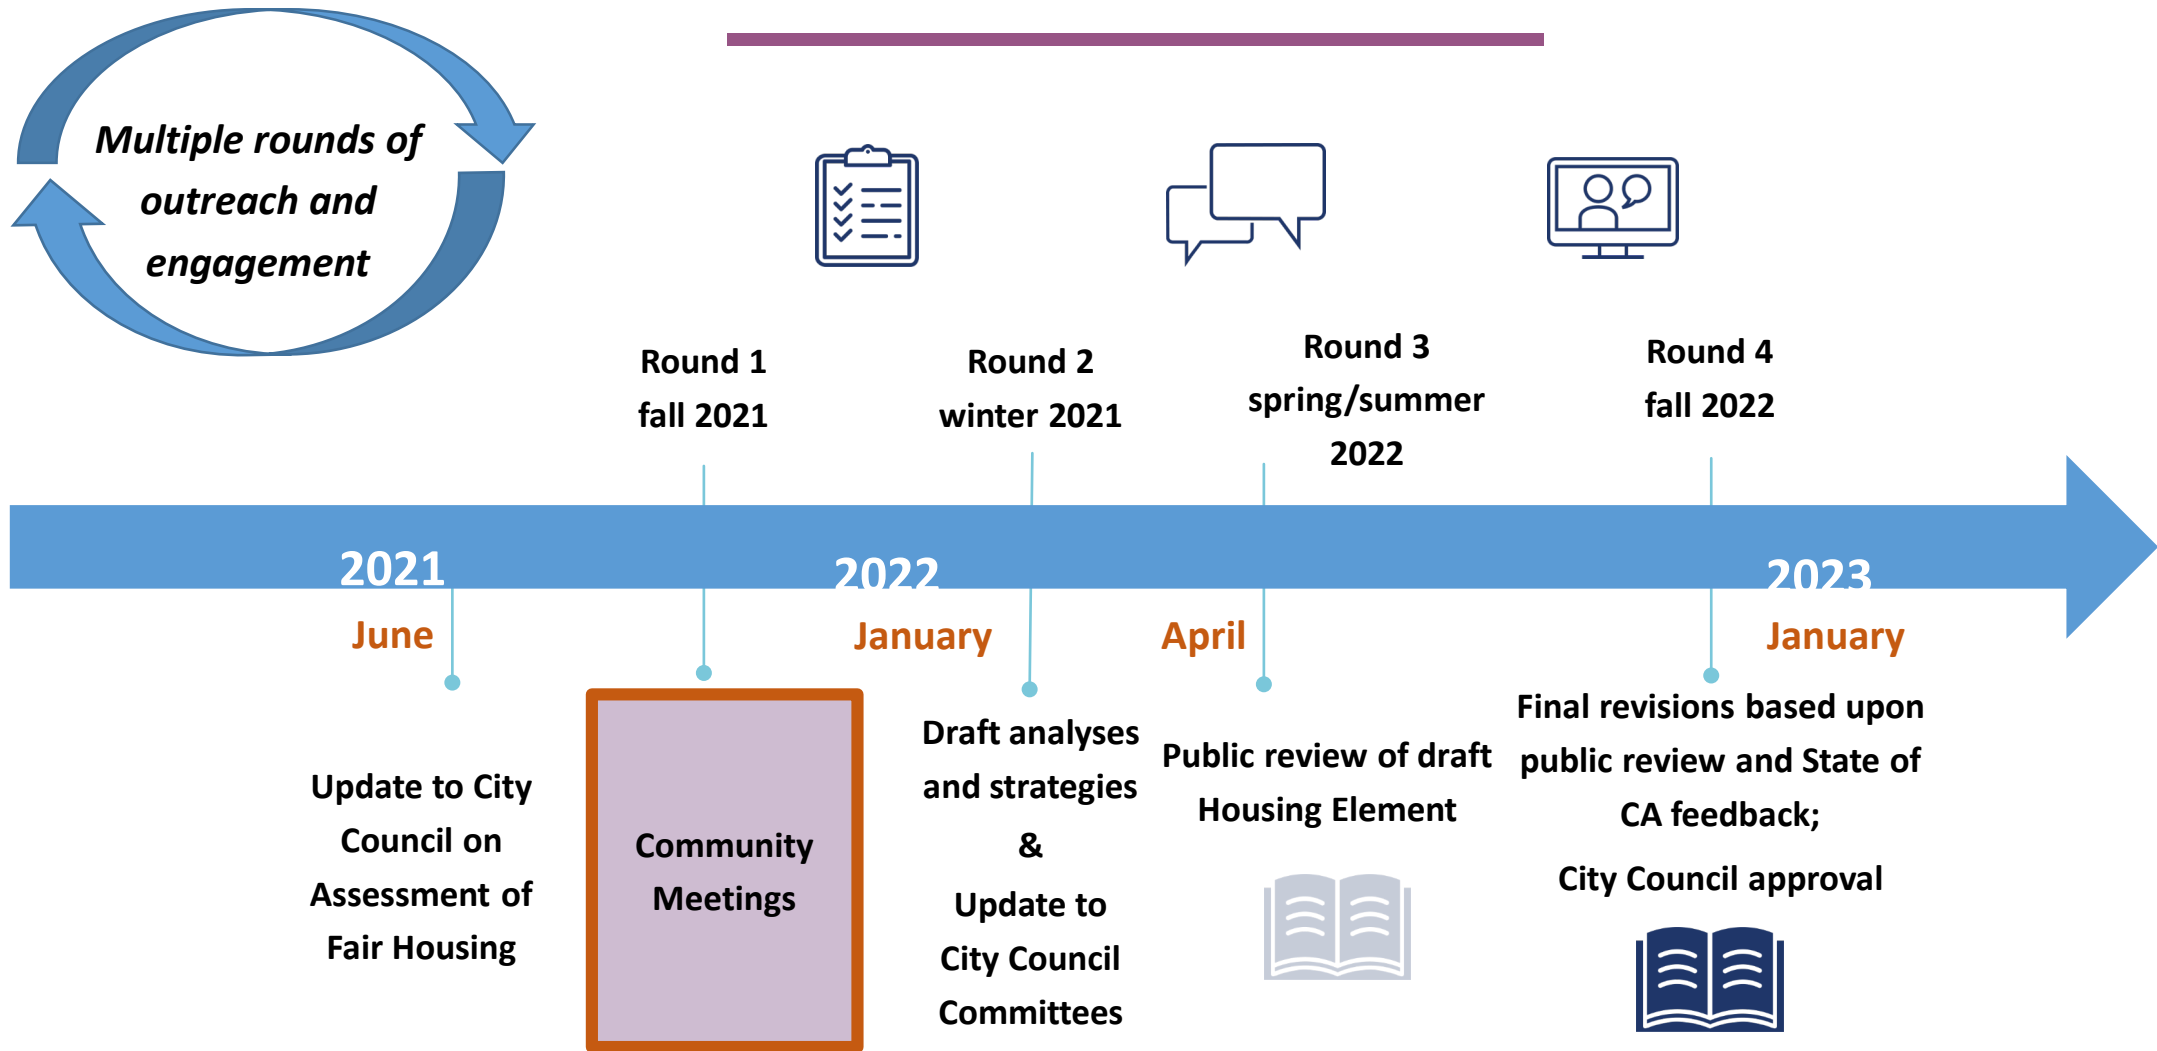 Multiple rounds of
outreach and
engagement
Round 1
fall 2021
Round 2
winter 2021
Round 3
spring/summer
2022
Round 4
fall 2022
2021
2022
2023
June
January
April
January
Update to City
Council on
Assessment of
Fair Housing
Community
Meetings
Draft analyses
and strategies
&
Update to
City Council
Committees
Public review of draft
Housing Element
Final revisions based upon
public review and State of
CA feedback;
City Council approval